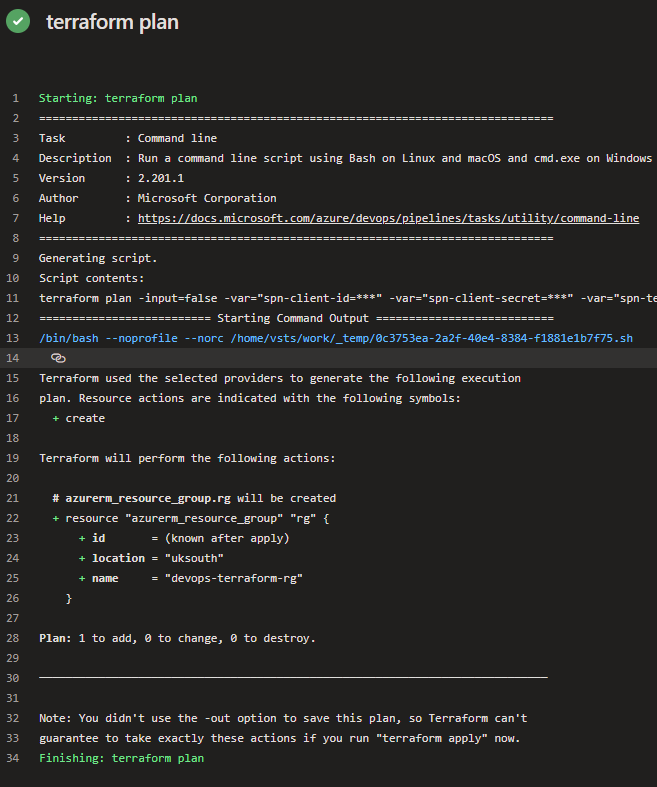 terraform plan
1 Starting: terraform plan
2 ==============================================================================
3 Task         : Command line
4 Description  : Run a command line script using Bash on Linux and macOS and cmd.exe on Windows
5 Version      : 2.201.1
6 Author       : Microsoft Corporation
7 Help         : https://docs.microsoft.com/azure/devops/pipelines/tasks/utility/command-line
8 ==============================================================================
9 Generating script.
10 Script contents:
11 terraform plan -input=false -var="spn-client-id=***" -var="spn-client-secret=***" -var="spn-te
12 ========================== Starting Command Output ===========================
13 /bin/bash --noprofile --norc /home/vsts/work/_temp/0c3753ea-2a2f-40e4-8384-f1881e1b7f75.sh
14
15 Terraform used the selected providers to generate the following execution
16 plan. Resource actions are indicated with the following symbols:
17   + create
18
19 Terraform will perform the following actions:
20
21   # azurerm_resource_group.rg will be created
22   + resource "azurerm_resource_group" "rg" {
23       + id       = (known after apply)
24       + location = "uksouth"
25       + name     = "devops-terraform-rg"
26     }
27
28 Plan: 1 to add, 0 to change, 0 to destroy.
29
30 ─────────────────────────────────────────────────────────────────────────────
31
32 Note: You didn't use the -out option to save this plan, so Terraform can't
33 guarantee to take exactly these actions if you run "terraform apply" now.
34 Finishing: terraform plan